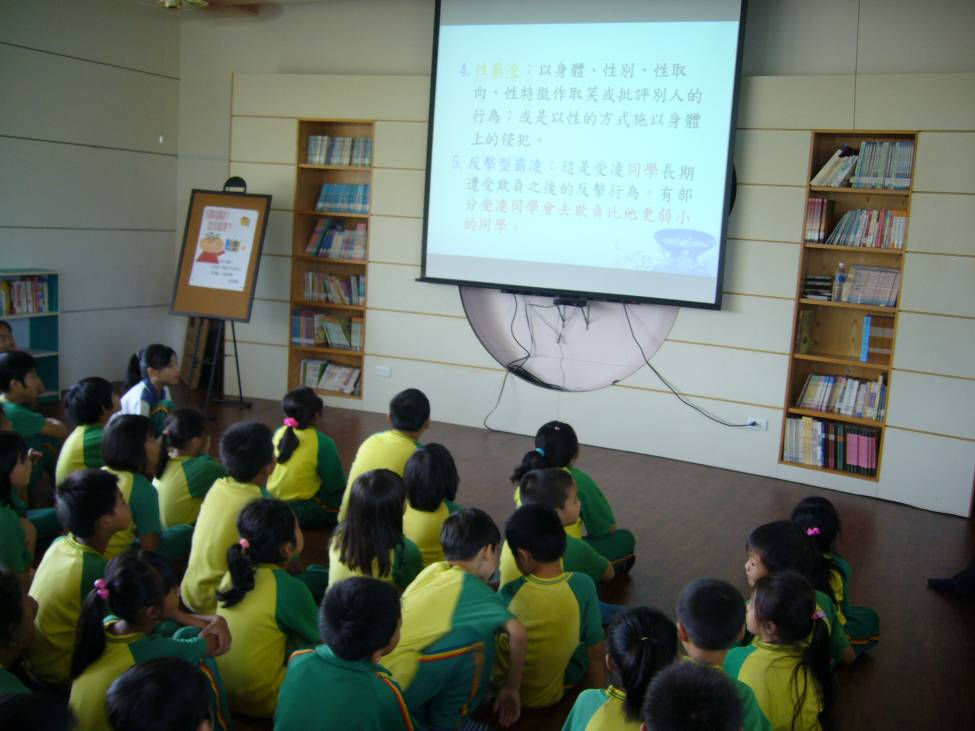 4. 性霸凌：以身體、性別、性取
向、性特徵作取笑或批評別人的
行為；或是以性的方式施以身體
上的侵犯。
5. 反擊型霸凌：這是受凌同學長期
遭受欺負之後的反擊行為。有部
分受凌同學會去欺負比他更弱小
的同學。